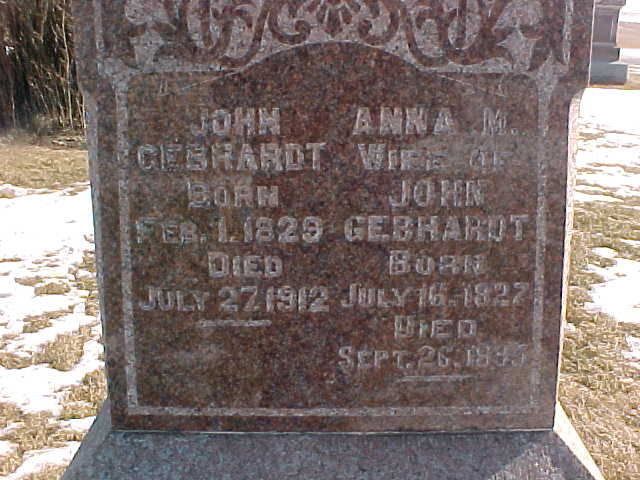 JOHN
GEBHARDT
BORN
FEB. 1. 1829
DIED
JULY 27, 1912
ANNA M.
WIFE OF
JOHN
GEBHARDT
BORN
JULY 16. 1827
DIED
SEPT. 26.